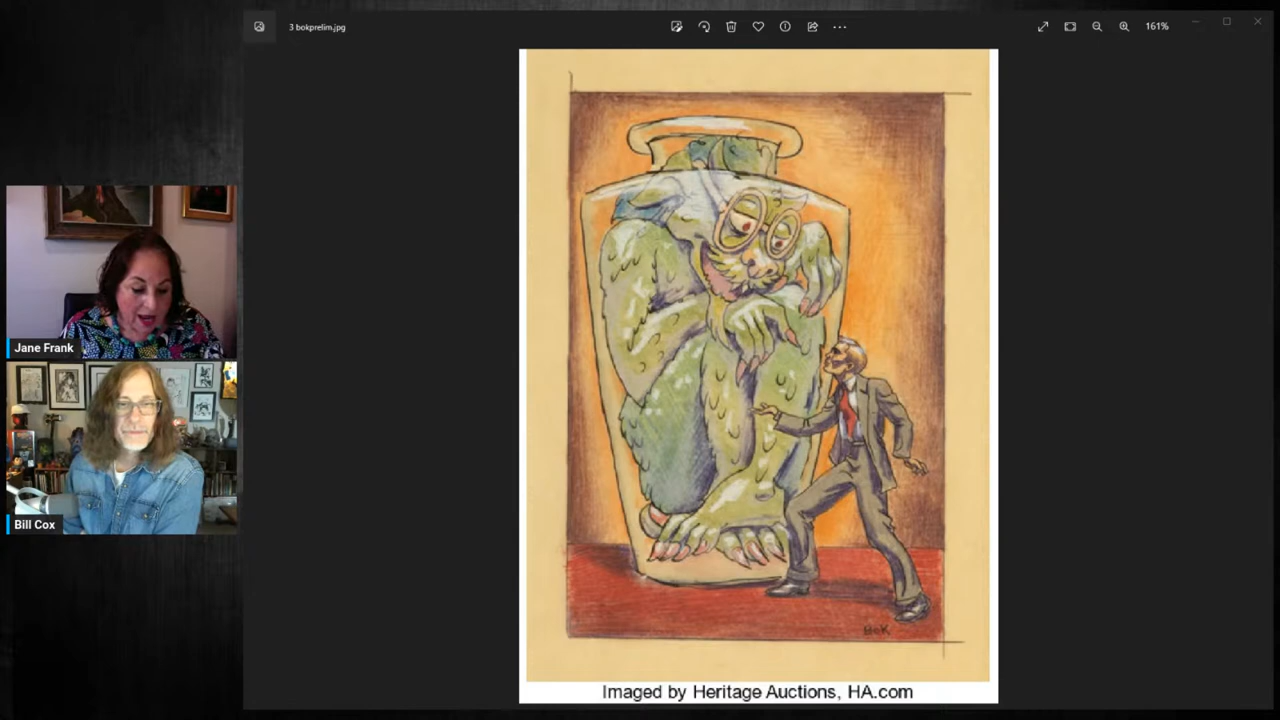 3 bokprelim.jpg
161%
Jane Frank
Bill Cox
BoK
Imaged by Heritage Auctions, HA.com